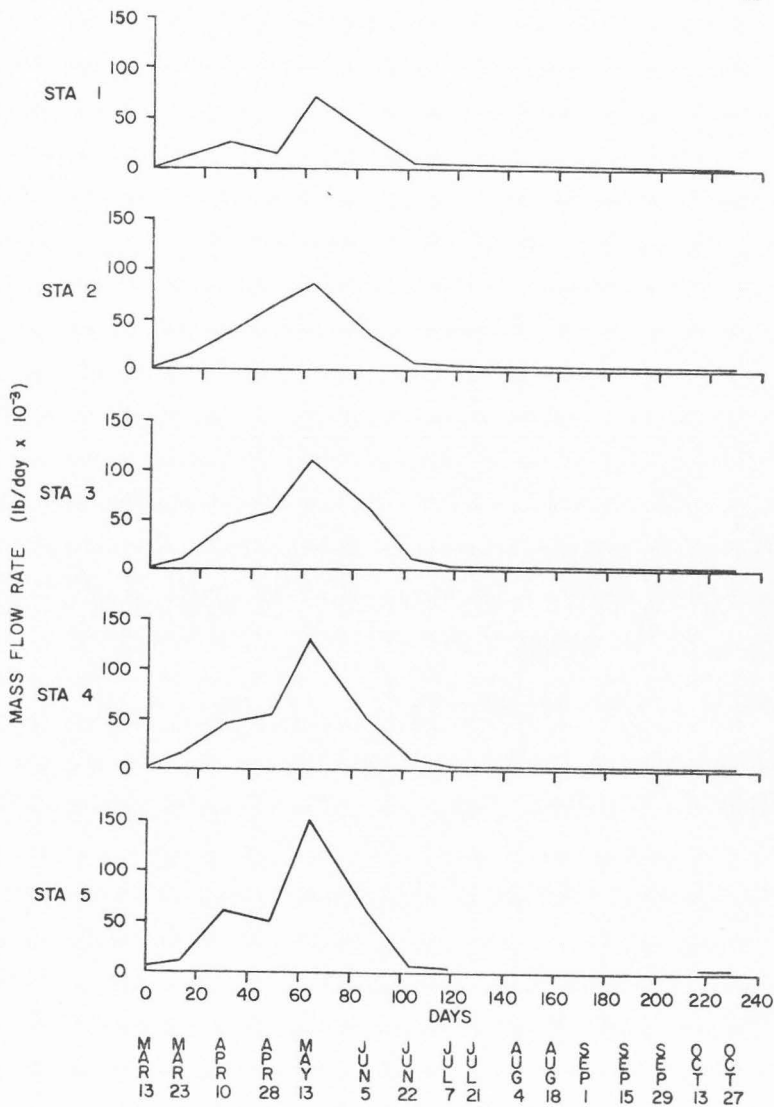 150
100
50
0
STA 1
150
100
50
0
STA 2
150
100
50
0
STA 3
150
100
50
0
STA 4
150
100
50
0
STA 5
MASS FLOW RATE (lb/day x 10⁻³)
0 20 40 60 80 100 120 140 160 180 200 220 240
DAYS
MAR 13
MAR 23
APR 10
APR 28
MAY 13
JUN 5
JUN 22
JUL 7
JUL 21
AUG 4
AUG 18
SEP 1
SEP 15
SEP 29
OCT 13
OCT 27